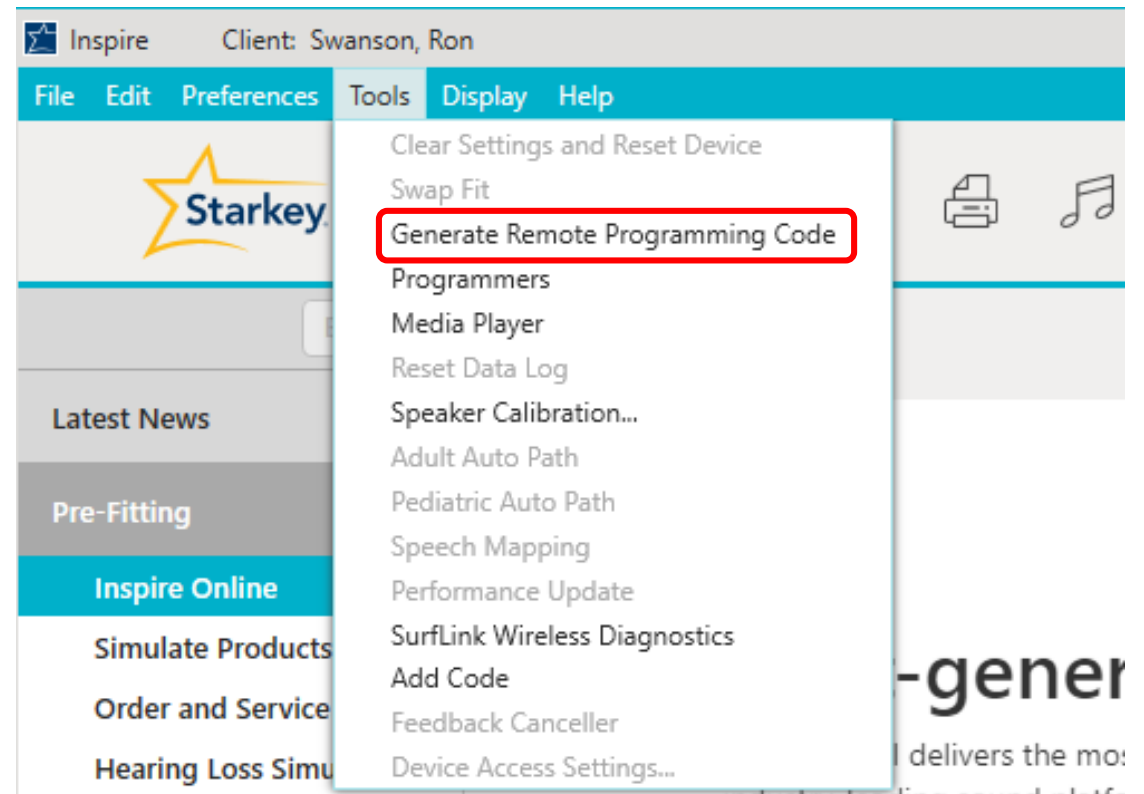 Inspire Client: Swanson, Ron
File Edit Preferences Tools Display Help
Starkey
Clear Settings and Reset Device
Swap Fit
Generate Remote Programming Code
Programmers
Media Player
Reset Data Log
Speaker Calibration...
Adult Auto Path
Pediatric Auto Path
Speech Mapping
Performance Update
SurfLink Wireless Diagnostics
Add Code
Feedback Canceller
Device Access Settings...
Latest News
Pre-Fitting
Inspire Online
Simulate Products
Order and Service
Hearing Loss Simu
-gener
delivers the mos